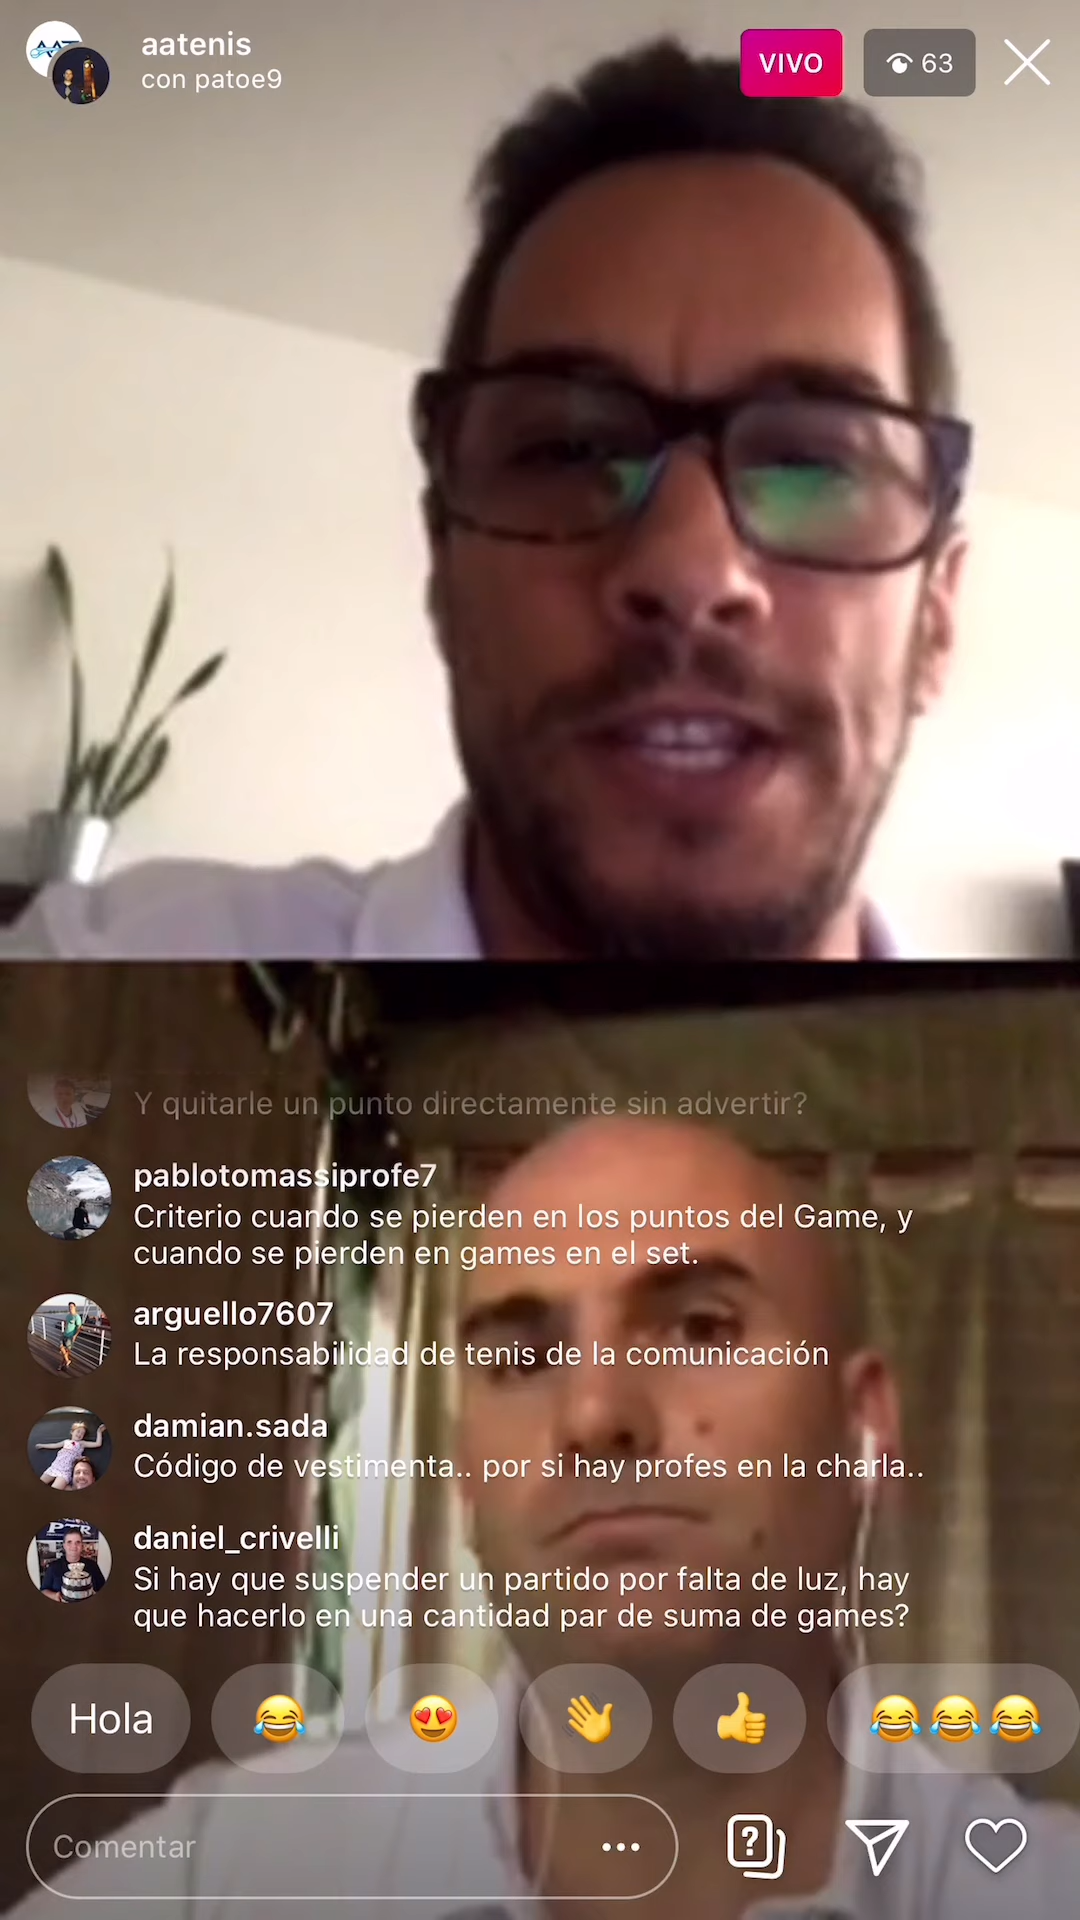 aatenis
con patoe9
VIVO
63
Y quitarle un punto directamente sin advertir?
pablotomassiprofe7
Criterio cuando se pierden en los puntos del Game, y
cuando se pierden en games en el set.
arguello7607
La responsabilidad de tenis de la comunicación
damian.sada
Código de vestimenta.. por si hay profes en la charla..
daniel_crivelli
Si hay que suspender un partido por falta de luz, hay
que hacerlo en una cantidad par de suma de games?
Hola 😂 😍 👋 👍 😂😂😂
Comentar